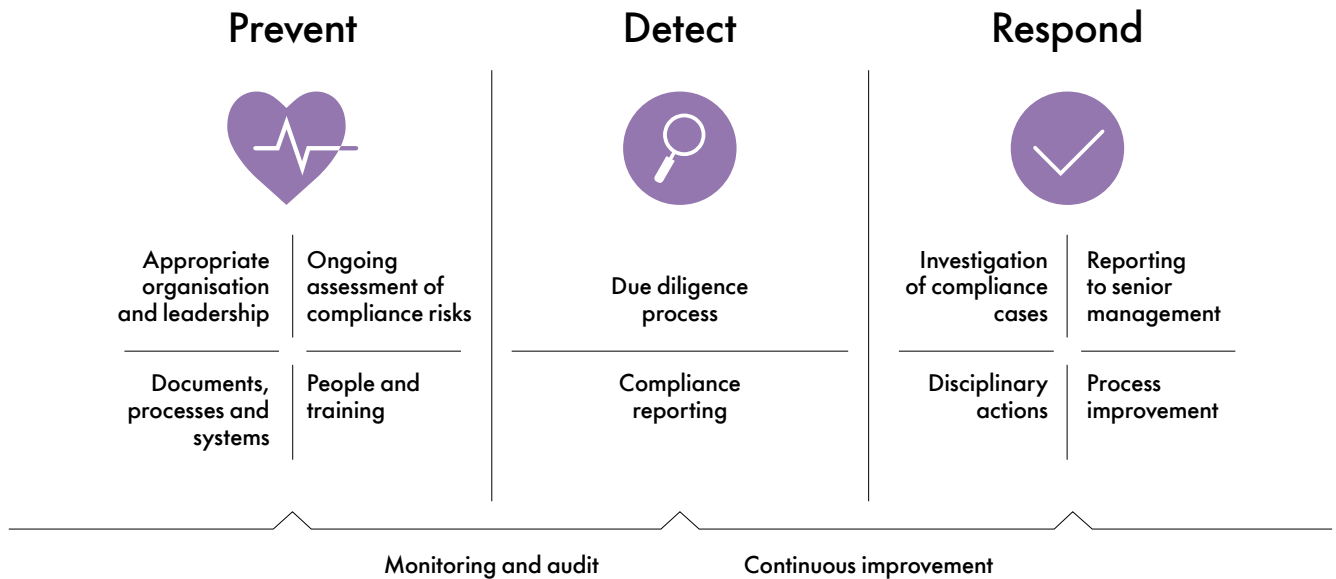 Prevent
Detect
Respond
Appropriate
organisation
and leadership
Ongoing
assessment of
compliance risks
Documents,
processes and
systems
People and
training
Due diligence
process
Compliance
reporting
Investigation
of compliance
cases
Reporting
to senior
management
Disciplinary
actions
Process
improvement
Monitoring and audit
Continuous improvement